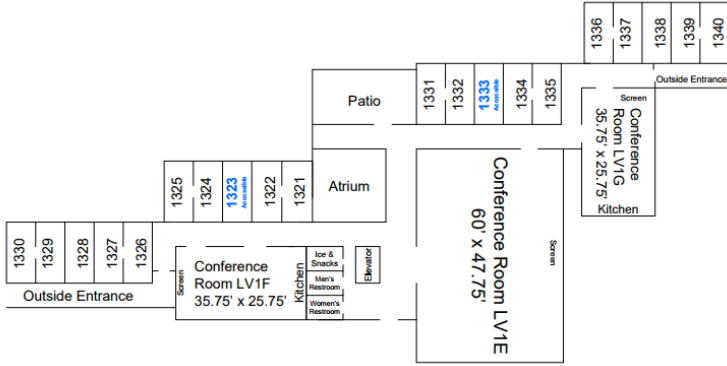 1336
1337
1338
1339
1340
Outside Entrance
Patio
1331
1332
1333
Accessible
1334
1335
Screen
Conference
Room LV1G
35.75' x 25.75'
Kitchen
1325
1324
1323
Accessible
1322
1321
Atrium
Conference Room LV1E
60' x 47.75'
Screen
1330
1329
1328
1327
1326
Outside Entrance
Screen
Conference
Room LV1F
35.75' x 25.75'
Kitchen
Ice &
Snacks
Men's
Restroom
Women's
Restroom
Elevator